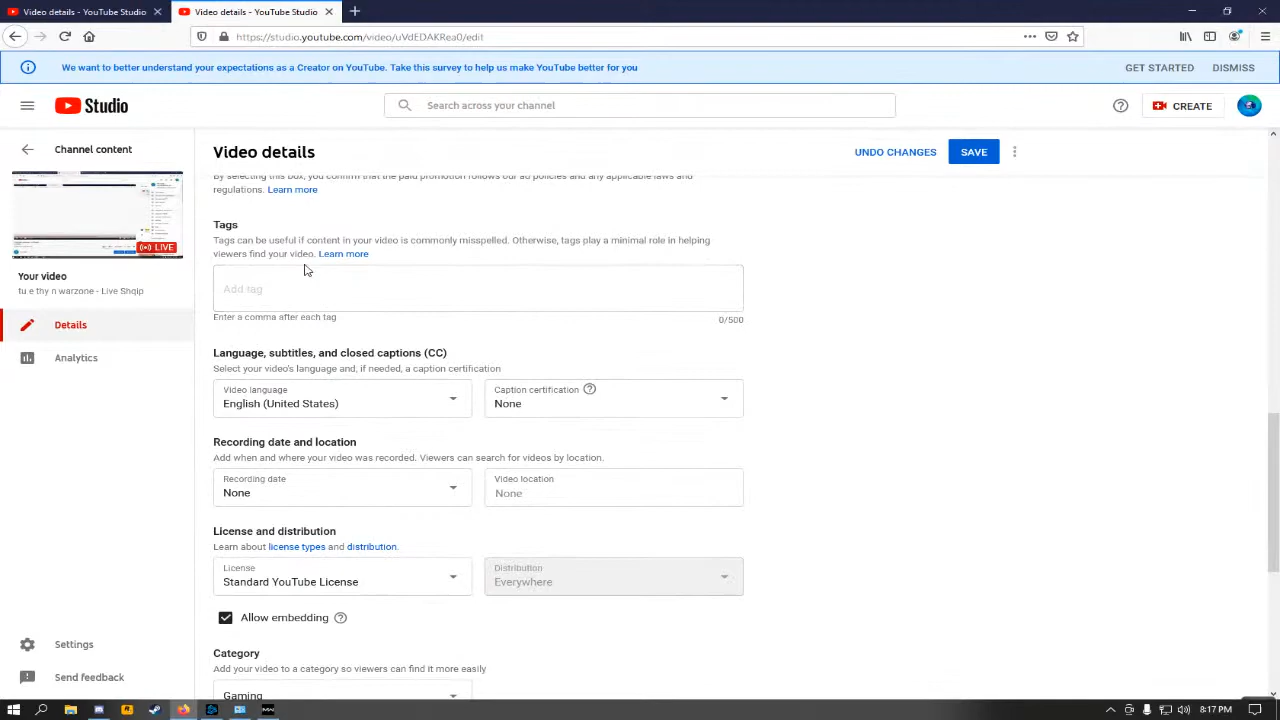 Video details - YouTube Studio
Video details - YouTube Studio
https://studio.youtube.com/video/uVdEDAKRea0/edit
We want to better understand your expectations as a Creator on YouTube. Take this survey to help us make YouTube better for you
GET STARTED
DISMISS
Studio
Search across your channel
CREATE
Channel content
LIVE
Your video
tu e thy n warzone - Live Shqip
Details
Analytics
Settings
Send feedback
Video details
UNDO CHANGES
SAVE
By selecting this box, you confirm that the paid promotion follows our ad policies and any applicable laws and
regulations. Learn more
Tags
Tags can be useful if content in your video is commonly misspelled. Otherwise, tags play a minimal role in helping
viewers find your video. Learn more
Add tag
Enter a comma after each tag
0/500
Language, subtitles, and closed captions (CC)
Select your video's language and, if needed, a caption certification
Video language
English (United States)
Caption certification
None
Recording date and location
Add when and where your video was recorded. Viewers can search for videos by location.
Recording date
None
Video location
None
License and distribution
Learn about license types and distribution.
License
Standard YouTube License
Distribution
Everywhere
Allow embedding
Category
Add your video to a category so viewers can find it more easily
Gaming
8:17 PM